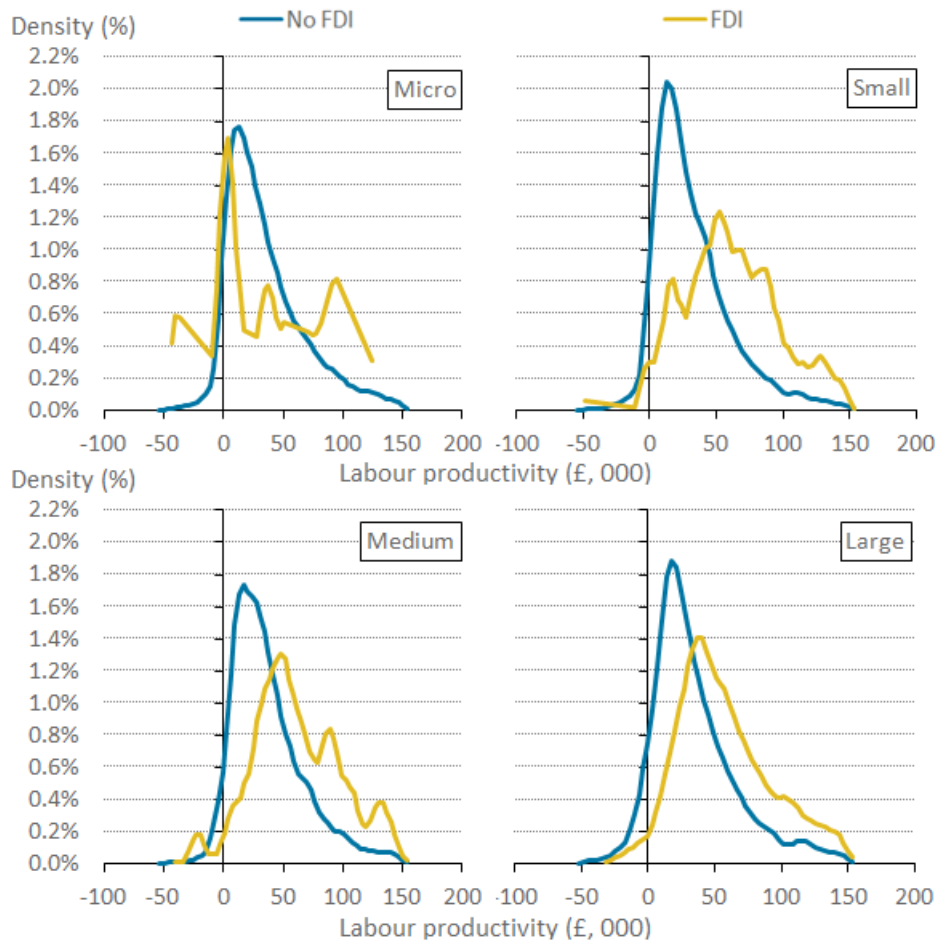 Density (%)
No FDI
FDI
2.2%
2.0%
1.8%
1.6%
1.4%
1.2%
1.0%
0.8%
0.6%
0.4%
0.2%
0.0%
Micro
Small
-100 -50 0 50 100 150 200
-100 -50 0 50 100 150 200
Labour productivity (£, 000)
Density (%)
2.2%
2.0%
1.8%
1.6%
1.4%
1.2%
1.0%
0.8%
0.6%
0.4%
0.2%
0.0%
Medium
Large
-100 -50 0 50 100 150 200
-100 -50 0 50 100 150 200
Labour productivity (£, 000)